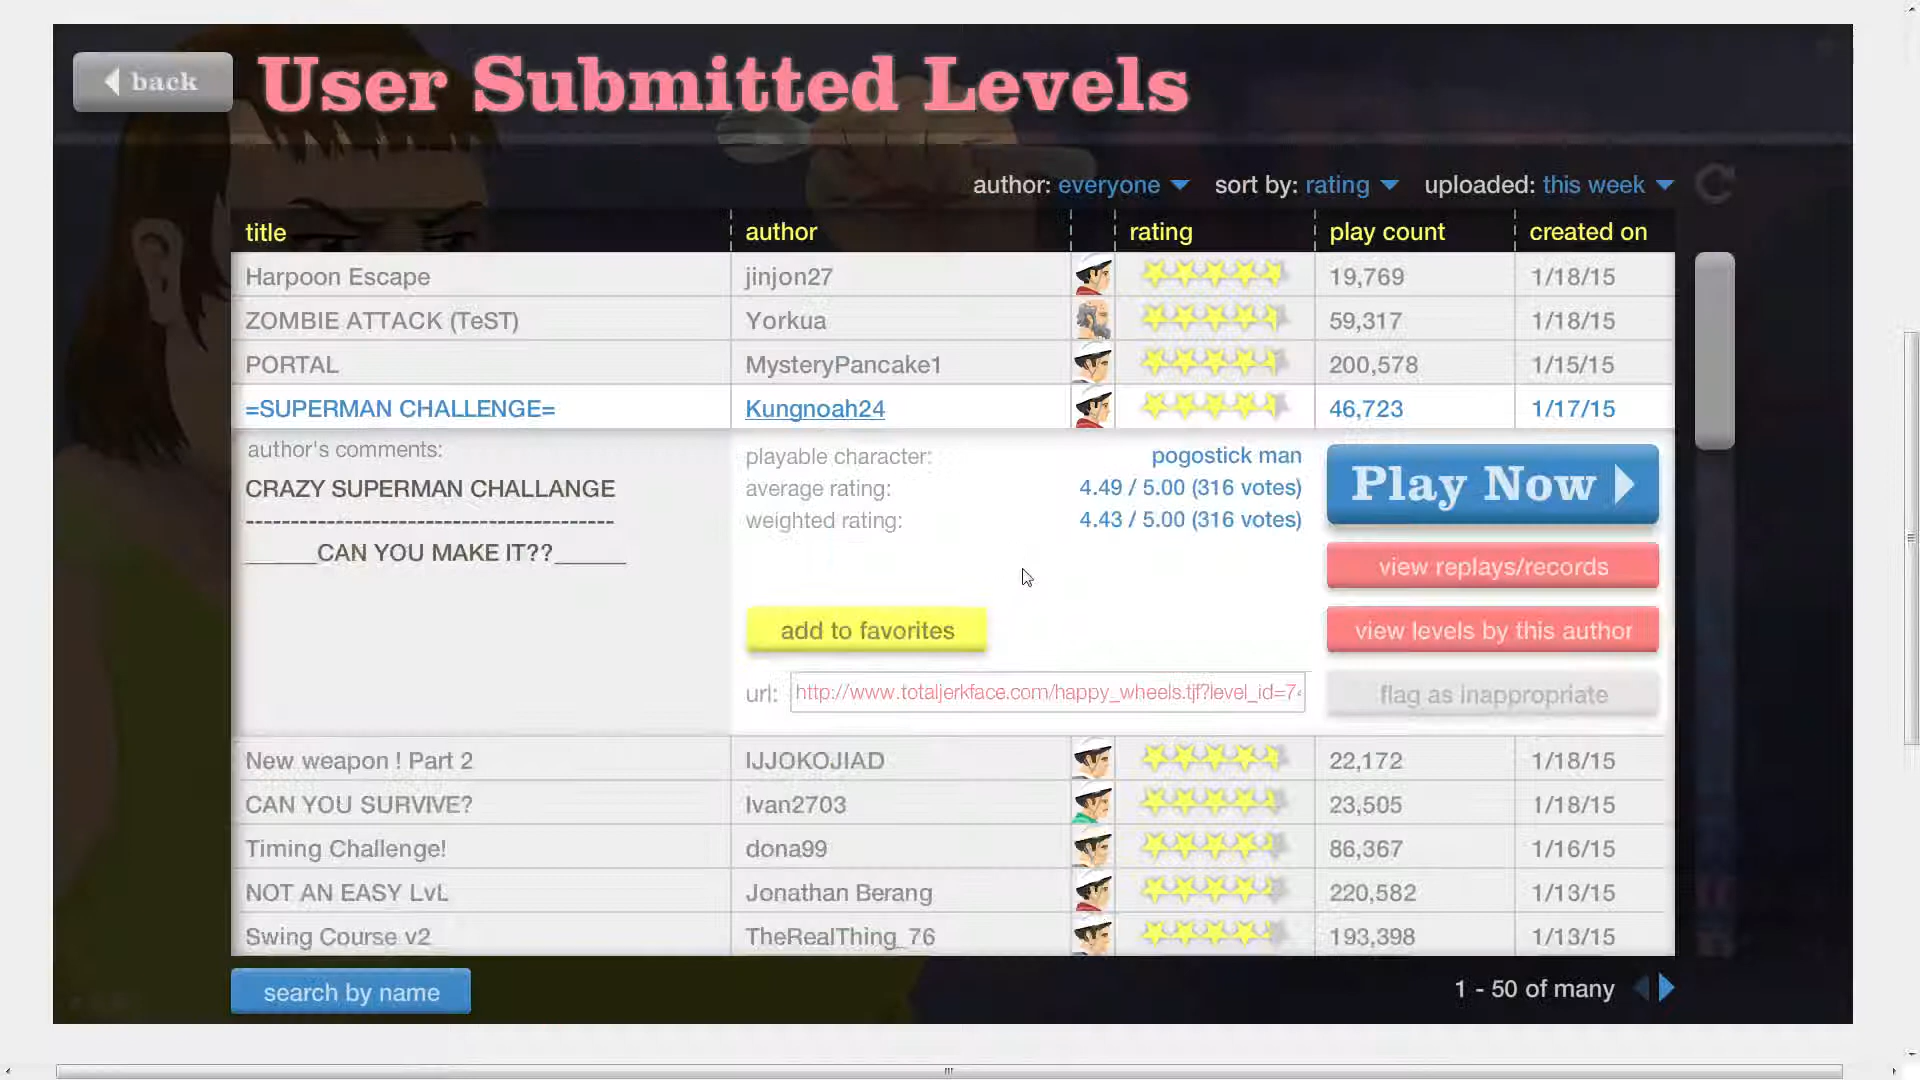 back
User Submitted Levels
author: everyone sort by: rating uploaded: this week
title author rating play count created on
Harpoon Escape jinjon27 19,769 1/18/15
ZOMBIE ATTACK (TeST) Yorkua 59,317 1/18/15
PORTAL MysteryPancake1 200,578 1/15/15
=SUPERMAN CHALLENGE= Kungnoah24 46,723 1/17/15
author's comments:
CRAZY SUPERMAN CHALLANGE
----------------------------------------
______CAN YOU MAKE IT??______
playable character: pogostick man
average rating: 4.49 / 5.00 (316 votes)
weighted rating: 4.43 / 5.00 (316 votes)
add to favorites
url: http://www.totaljerkface.com/happy_wheels.tjf?level_id=7
Play Now
view replays/records
view levels by this author
flag as inappropriate
New weapon ! Part 2 IJJOKOJIAD 22,172 1/18/15
CAN YOU SURVIVE? Ivan2703 23,505 1/18/15
Timing Challenge! dona99 86,367 1/16/15
NOT AN EASY LvL Jonathan Berang 220,582 1/13/15
Swing Course v2 TheRealThing_76 193,398 1/13/15
search by name
1 - 50 of many